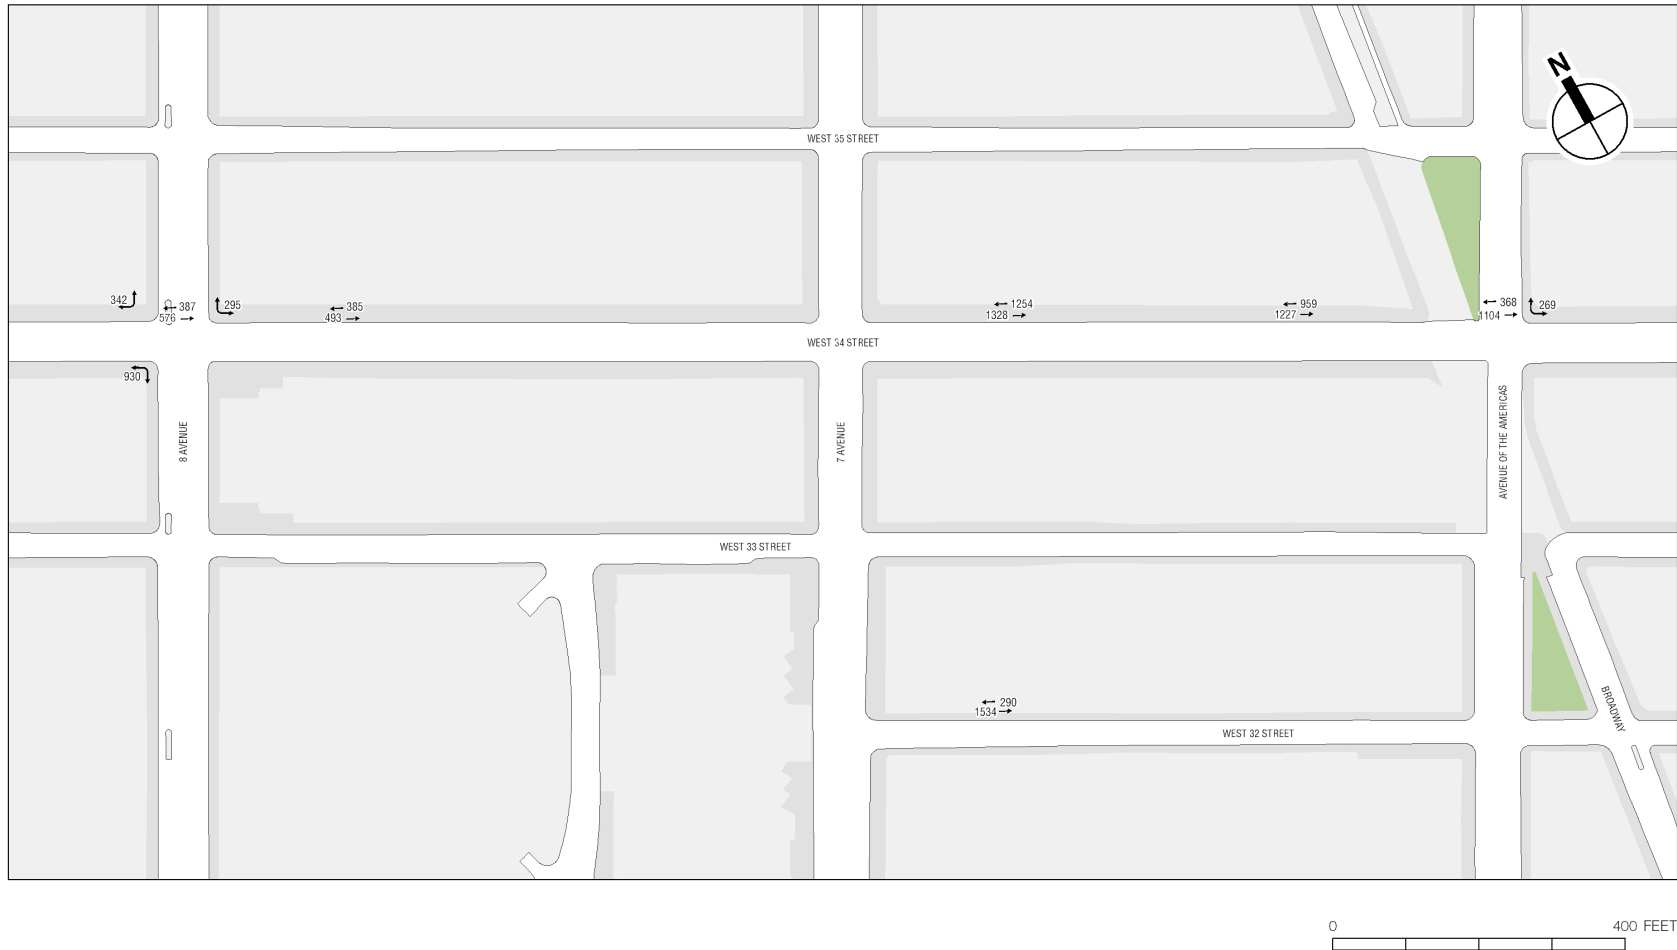 N
WEST 35 STREET
342
387
576
295
385
493
1254
1328
959
1227
368
1104
269
WEST 34 STREET
930
8 AVENUE
7 AVENUE
AVENUE OF THE AMERICAS
WEST 33 STREET
290
1534
BROADWAY
WEST 32 STREET
0 400 FEET